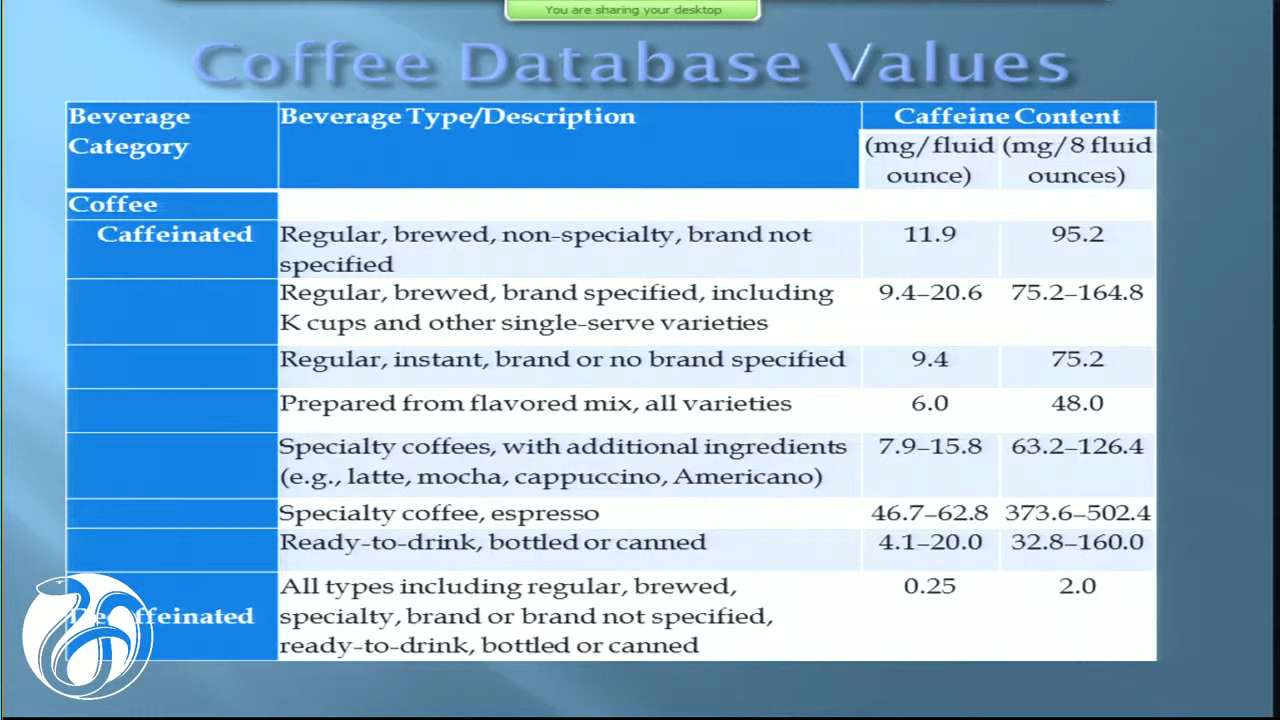 You are sharing your desktop
Coffee Database Values
Beverage Category
Beverage Type/Description
Caffeine Content
(mg/fluid ounce)
(mg/8 fluid ounces)
Coffee
Caffeinated
Regular, brewed, non-specialty, brand not
specified
11.9
95.2
Regular, brewed, brand specified, including
K cups and other single-serve varieties
9.4–20.6
75.2–164.8
Regular, instant, brand or no brand specified
9.4
75.2
Prepared from flavored mix, all varieties
6.0
48.0
Specialty coffees, with additional ingredients
(e.g., latte, mocha, cappuccino, Americano)
7.9–15.8
63.2–126.4
Specialty coffee, espresso
46.7–62.8
373.6–502.4
Ready-to-drink, bottled or canned
4.1–20.0
32.8–160.0
Decaffeinated
All types including regular, brewed,
specialty, brand or brand not specified,
ready-to-drink, bottled or canned
0.25
2.0